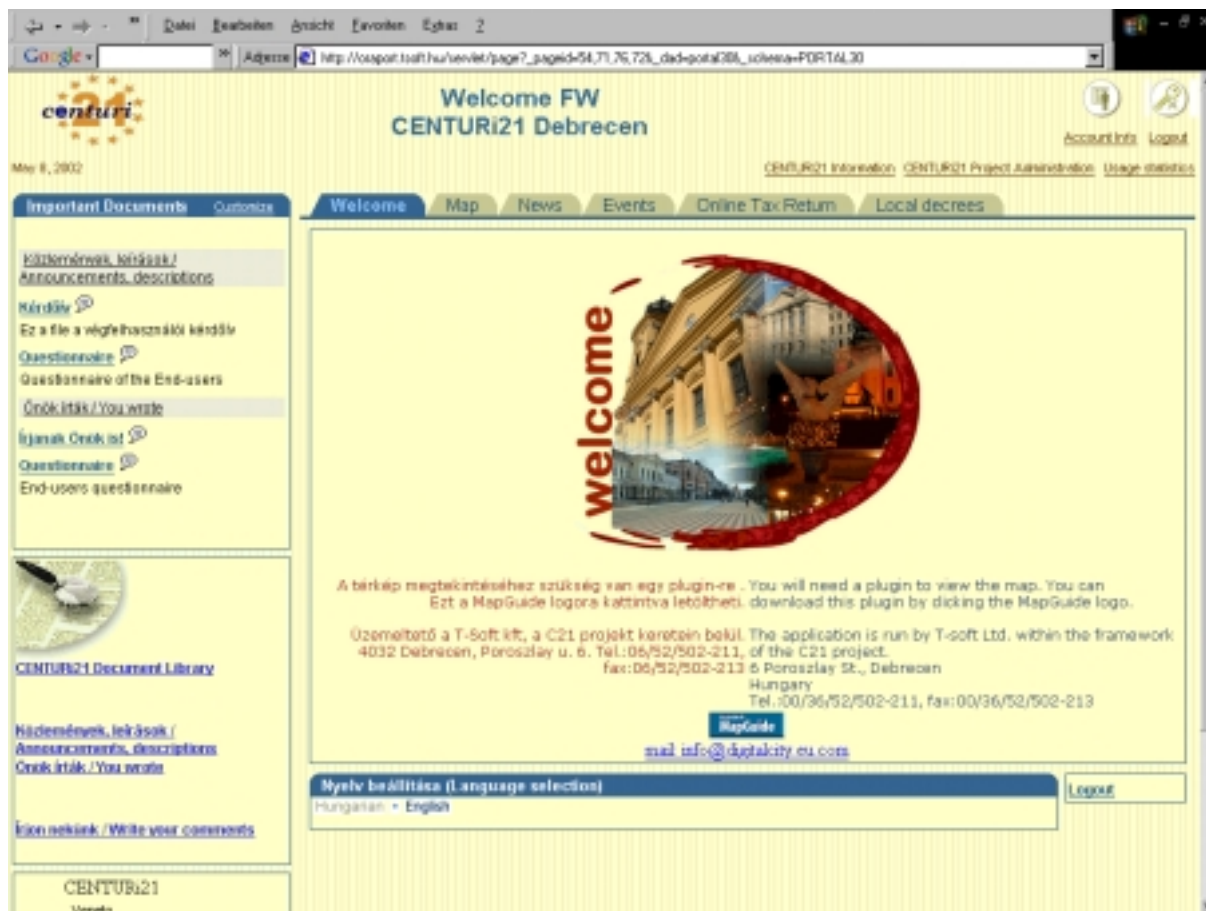 Datei Bearbeiten Ansicht Favoriten Extras ?
Google Adresse http://oraport.tsoft.hu/servlet/page?_pageid=54,71,76,72&_dad=portal30&_schema=PORTAL30
centuri 21
Welcome FW
CENTURi21 Debrecen
Account Info Logout
May 8, 2002
CENTURI21 Information CENTURI21 Project Administration Usage statistics
Important Documents Customize
Welcome Map News Events Online Tax Return Local decrees
Közlemények, leírások /
Announcements, descriptions
Kérdőív
Ez a file a végfelhasználói kérdőív
Questionnaire
Questionnaire of the End-users
Önök írták / You wrote
Írjanak Önök is!
Questionnaire
End-users questionnaire
welcome
A térkép megtekintéséhez szükség van egy plugin-re .
Ezt a MapGuide logora kattintva letöltheti.
You will need a plugin to view the map. You can
download this plugin by clicking the MapGuide logo.
Üzemeltető a T-Soft kft, a C21 projekt keretein belül.
4032 Debrecen, Poroszlay u. 6. Tel.:06/52/502-211,
fax:06/52/502-213
The application is run by T-soft Ltd. within the framework
of the C21 project.
6 Poroszlay St., Debrecen
Hungary
Tel.:00/36/52/502-211, fax:00/36/52/502-213
MapGuide
mail: info@digitalcity.eu.com
CENTURi21 Document Library
Közlemények, leírások /
Announcements, descriptions
Önök írták / You wrote
Írjon nekünk / Write your comments
Nyelv beállítása (Language selection)
Hungarian • English
Logout
CENTURi21